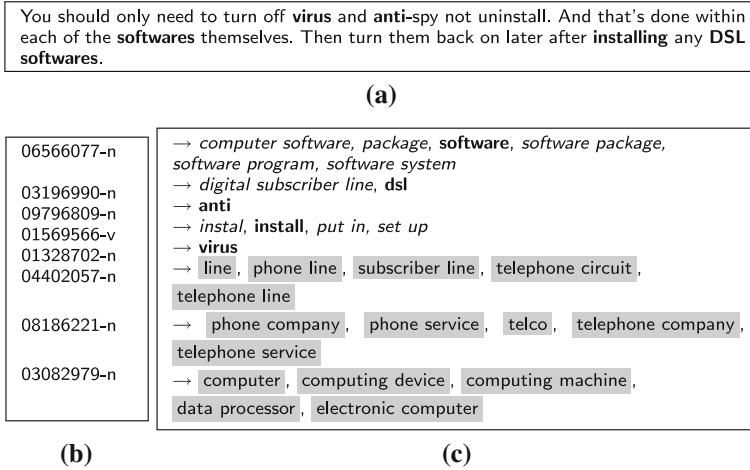 You should only need to turn off virus and anti-spy not uninstall. And that's done within
each of the softwares themselves. Then turn them back on later after installing any DSL
softwares.
(a)
06566077-n → computer software, package, software, software package,
software program, software system
03196990-n → digital subscriber line, dsl
09796809-n → anti
01569566-v → instal, install, put in, set up
01328702-n → virus
04402057-n → line, phone line, subscriber line, telephone circuit,
telephone line
08186221-n → phone company, phone service, telco, telephone company,
telephone service
03082979-n → computer, computing device, computing machine,
data processor, electronic computer
(b) (c)